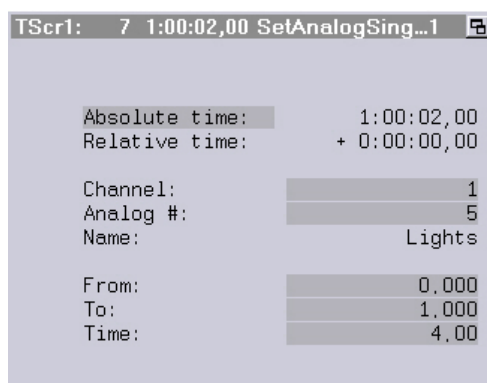 TScr1: 7 1:00:02,00 SetAnalogSing...1
Absolute time: 1:00:02,00
Relative time: + 0:00:00,00
Channel: 1
Analog #: 5
Name: Lights
From: 0,000
To: 1,000
Time: 4,00